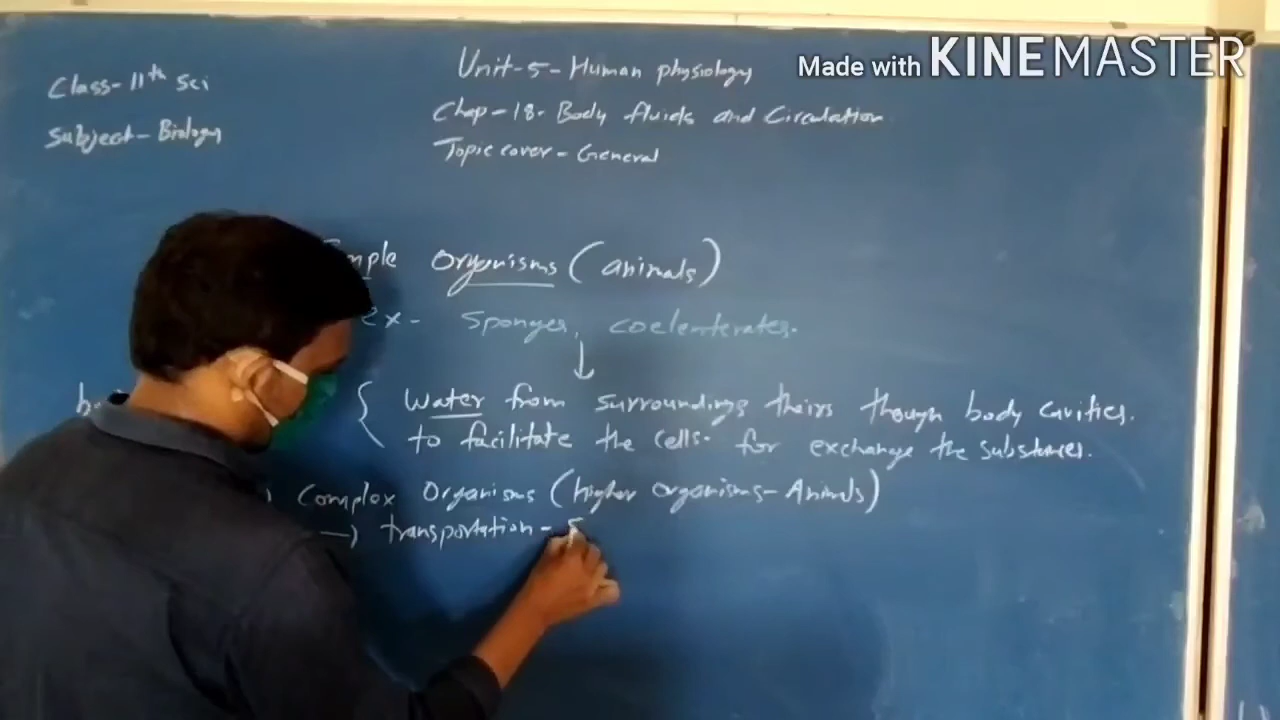 Made with KINEMASTER
Class-11th Sci
Subject-Biology
Unit-5-Human physiology
Chap-18-Body fluids and Circulation
Topic cover-General
Organisms (animals)
ex- Sponges, coelenterates.
Water from surroundings theirs though body cavities.
to facilitate the cells. for exchange the substances.
Complex Organisms (higher organisms-Animals)
→ transportation-